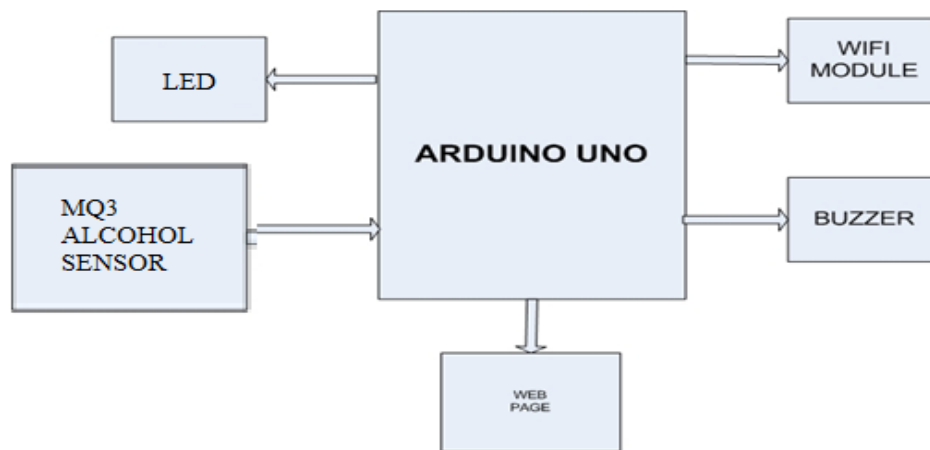 LED
MQ3
ALCOHOL
SENSOR
ARDUINO UNO
WIFI
MODULE
BUZZER
WEB
PAGE